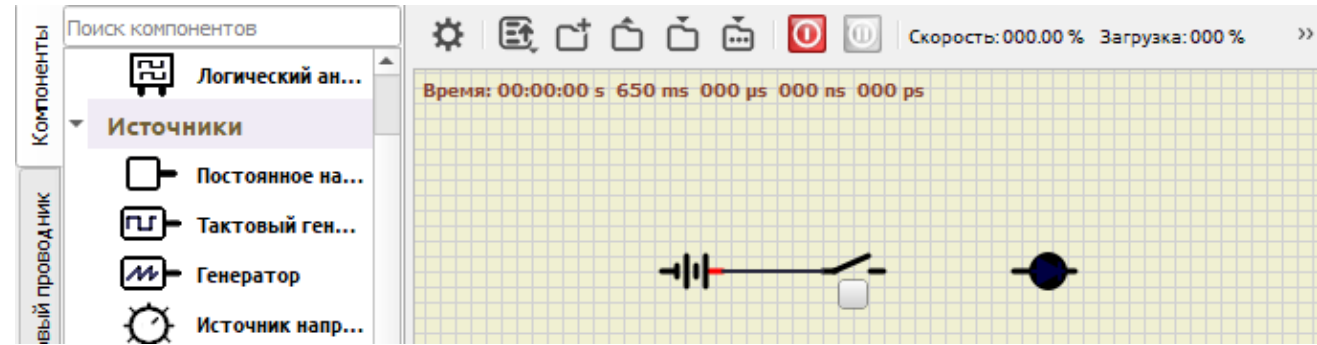 Поиск компонентов
Логический ан...
Источники
Постоянное на...
Тактовый ген...
Генератор
Источник напр...
Компоненты
проводник
Скорость: 000.00 % Загрузка: 000 %
Время: 00:00:00 s 650 ms 000 µs 000 ns 000 ps